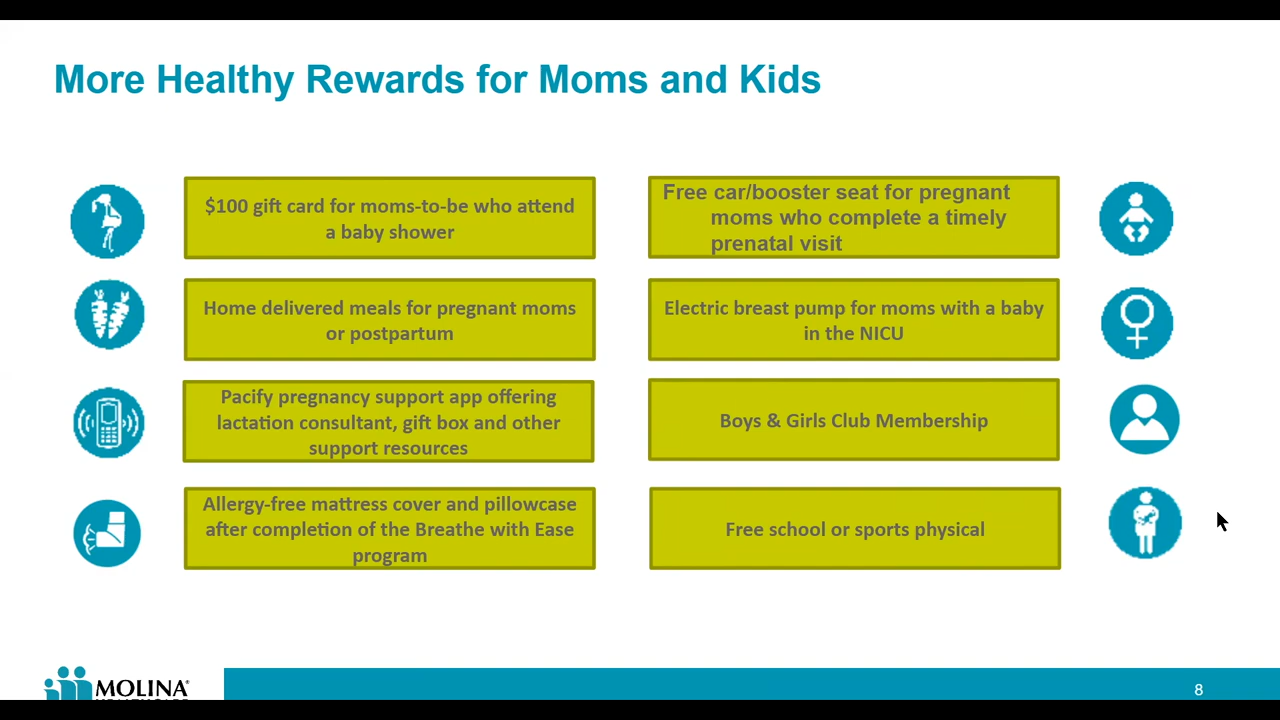 More Healthy Rewards for Moms and Kids
$100 gift card for moms-to-be who attend
a baby shower
Free car/booster seat for pregnant
moms who complete a timely
prenatal visit
Home delivered meals for pregnant moms
or postpartum
Electric breast pump for moms with a baby
in the NICU
Pacify pregnancy support app offering
lactation consultant, gift box and other
support resources
Boys & Girls Club Membership
Allergy-free mattress cover and pillowcase
after completion of the Breathe with Ease
program
Free school or sports physical
MOLINA®
8